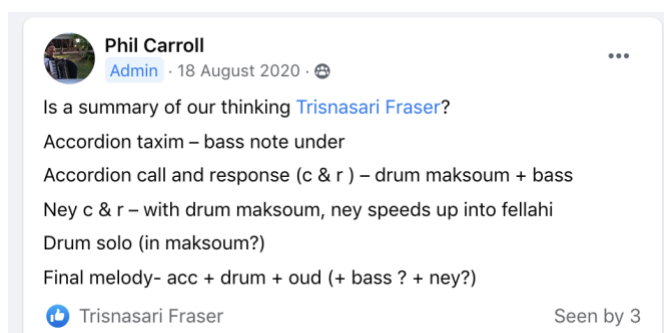 Phil Carroll
Admin · 18 August 2020 ·
Is a summary of our thinking Trisnasari Fraser?
Accordion taxim – bass note under
Accordion call and response (c & r ) – drum maksoum + bass
Ney c & r – with drum maksoum, ney speeds up into fellahi
Drum solo (in maksoum?)
Final melody- acc + drum + oud (+ bass ? + ney?)
Trisnasari Fraser Seen by 3